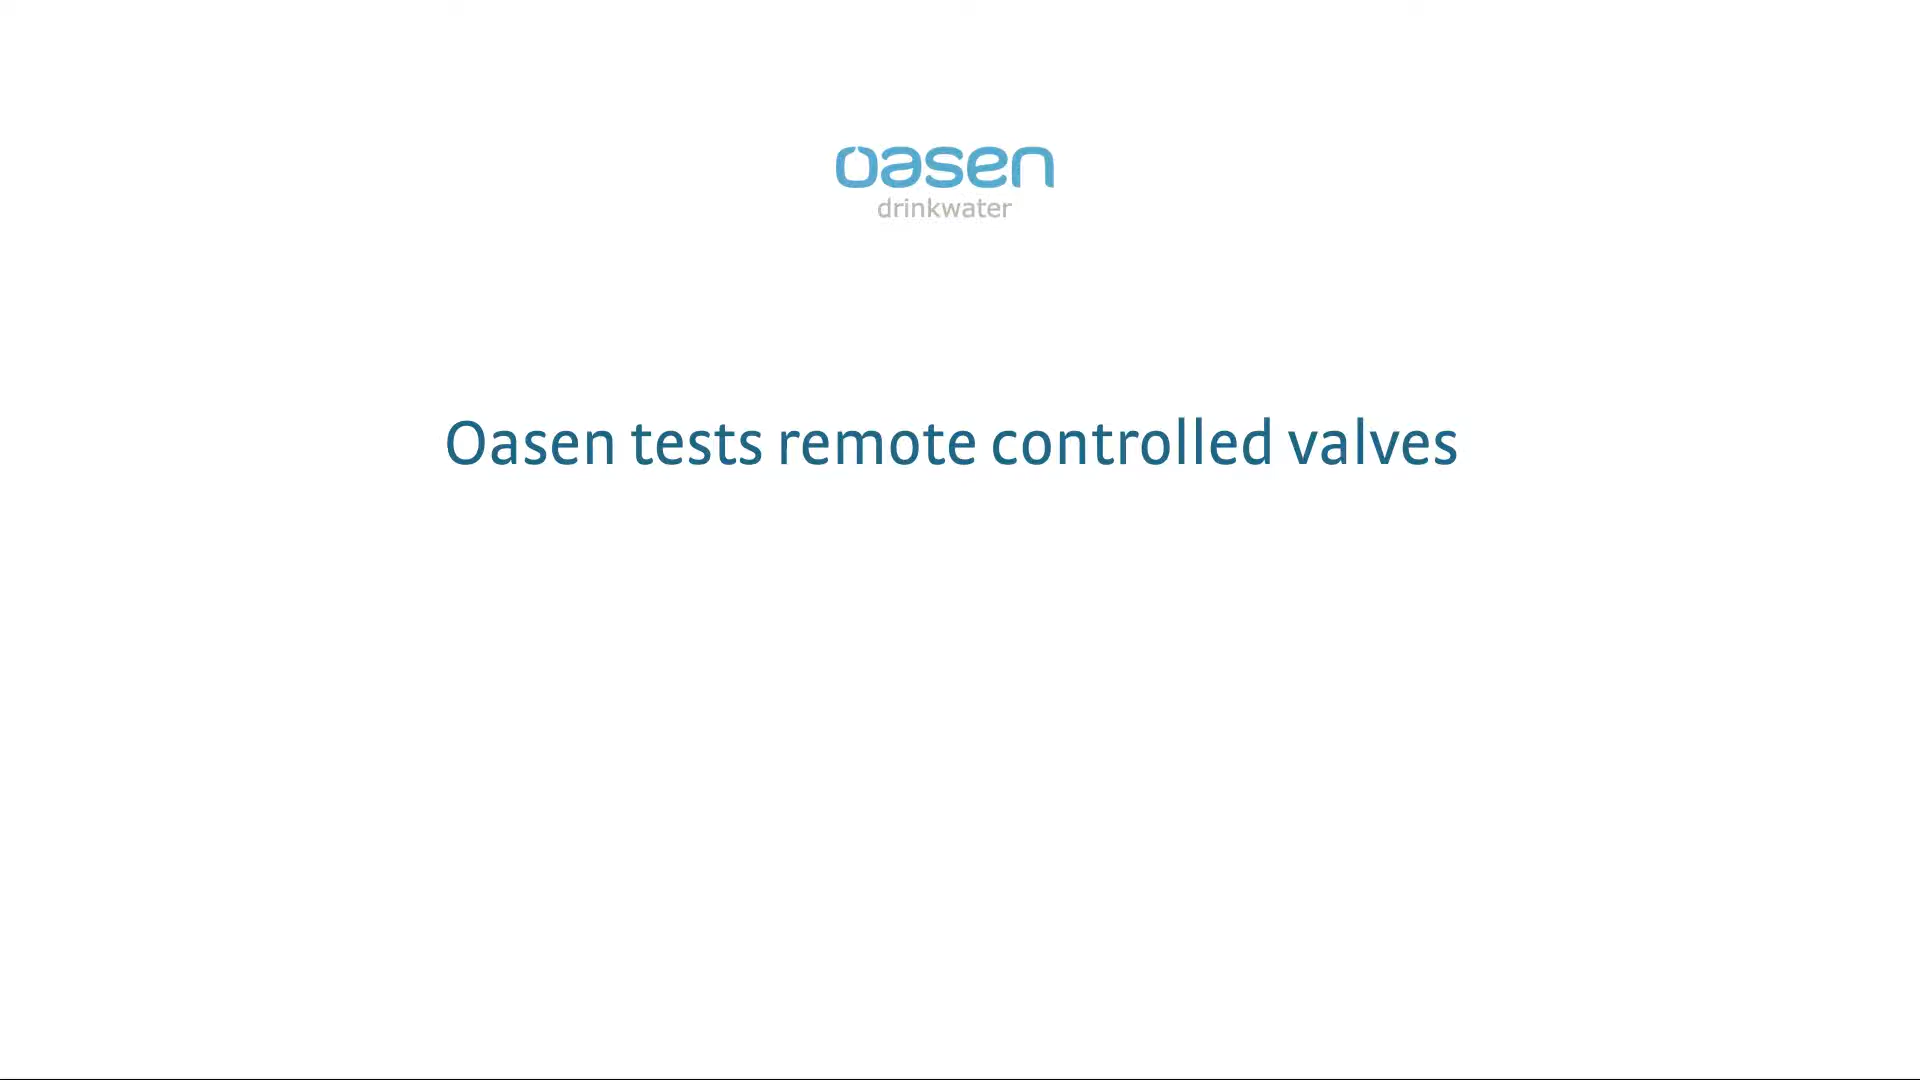 oasen
drinkwater
Oasen tests remote controlled valves